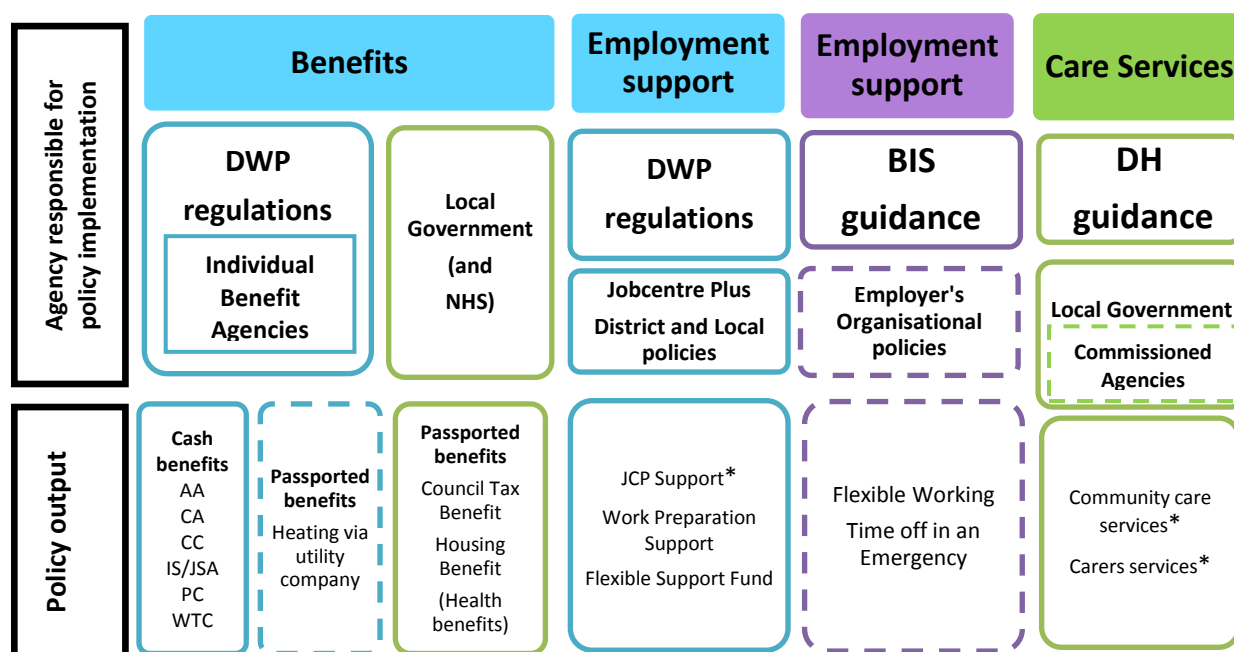 Agency responsible for
policy implementation
Benefits
Employment
support
Employment
support
Care Services
DWP
regulations
Individual
Benefit
Agencies
Local
Government
(and
NHS)
DWP
regulations
Jobcentre Plus
District and Local
policies
BIS
guidance
Employer's
Organisational
policies
DH
guidance
Local Government
Commissioned
Agencies
Policy output
Cash
benefits
AA
CA
CC
IS/JSA
PC
WTC
Passported
benefits
Heating via
utility
company
Passported
benefits
Council Tax
Benefit
Housing
Benefit
(Health
benefits)
JCP Support*
Work Preparation
Support
Flexible Support Fund
Flexible Working
Time off in an
Emergency
Community care
services*
Carers services*